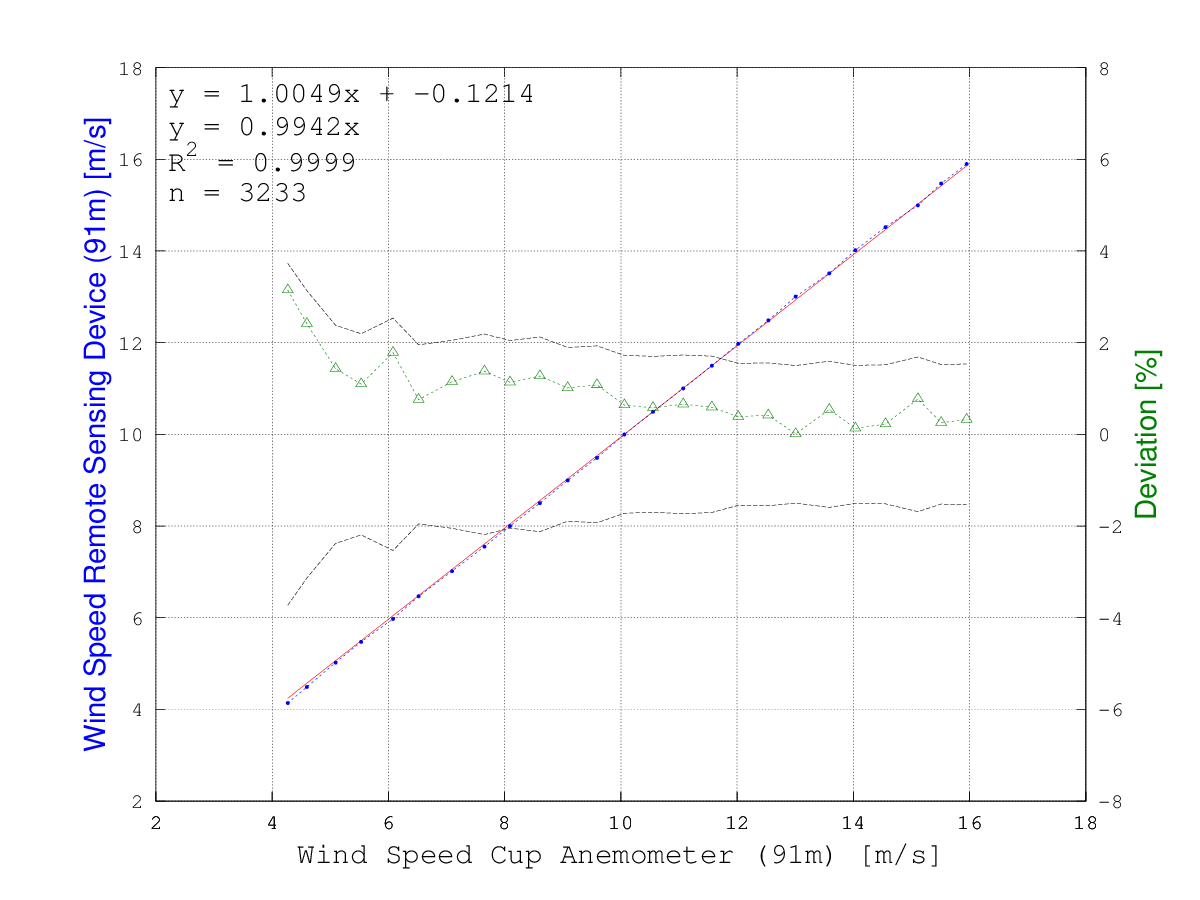 y = 1.0049x + -0.1214
y = 0.9942x
R2 = 0.9999
n = 3233
Wind Speed Remote Sensing Device (91m) [m/s]
18
16
14
12
10
8
6
4
2
8
6
4
2
0
-2
-4
-6
-8
Deviation [%]
2 4 6 8 10 12 14 16 18
Wind Speed Cup Anemometer (91m) [m/s]